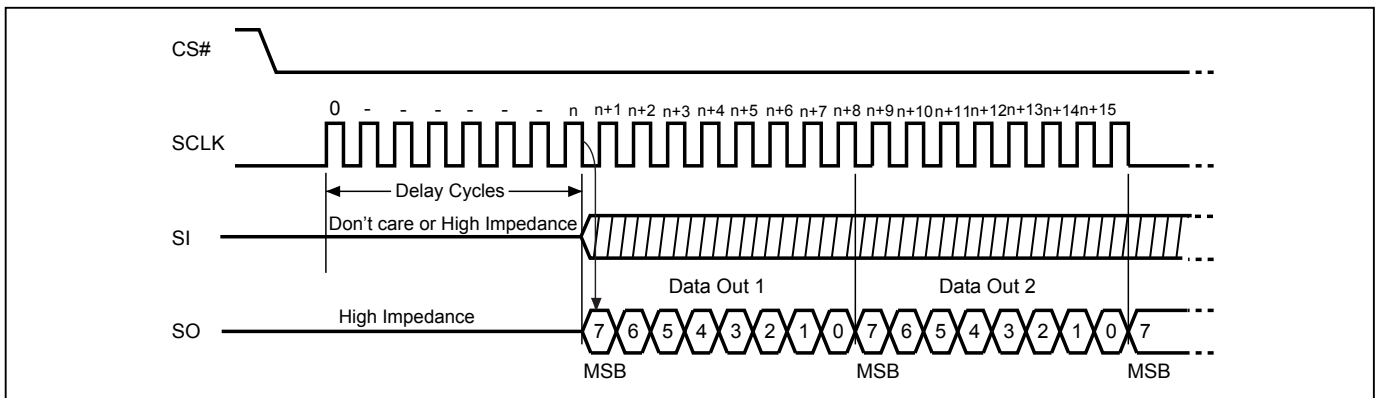 CS#
0 - - - - - - n n+1 n+2 n+3 n+4 n+5 n+6 n+7 n+8 n+9 n+10 n+11 n+12 n+13 n+14 n+15
SCLK
Delay Cycles
Don't care or High Impedance
SI
Data Out 1 Data Out 2
High Impedance
SO 7 6 5 4 3 2 1 0 7 6 5 4 3 2 1 0 7
MSB MSB MSB